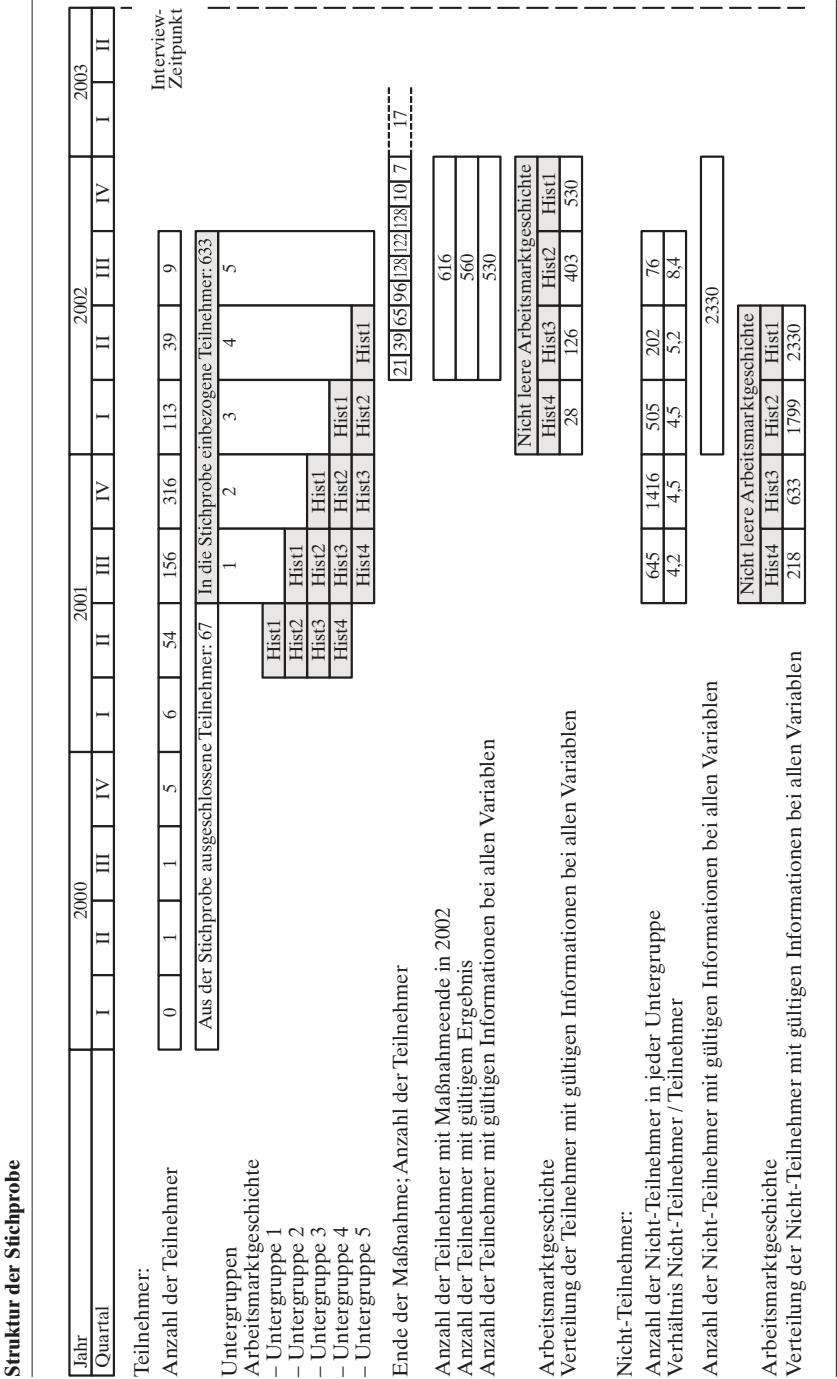 Struktur der Stichprobe
Jahr 2000 2001 2002 2003
Quartal I II III IV I II III IV I II III IV I II
Teilnehmer:
Interview-
Zeitpunkt
Anzahl der Teilnehmer 0 1 1 5 6 54 156 316 113 39 9
Aus der Stichprobe ausgeschlossene Teilnehmer: 67 In die Stichprobe einbezogene Teilnehmer: 633
Untergruppen 1 2 3 4 5
Arbeitsmarktgeschichte
– Untergruppe 1 Hist1
– Untergruppe 2 Hist2 Hist1
– Untergruppe 3 Hist3 Hist2 Hist1
– Untergruppe 4 Hist4 Hist3 Hist2 Hist1
– Untergruppe 5 Hist4 Hist3 Hist2 Hist1
Ende der Maßnahme; Anzahl der Teilnehmer 21 39 65 96 128 122 128 10 7 17
Anzahl der Teilnehmer mit Maßnahmeende in 2002 616
Anzahl der Teilnehmer mit gültigem Ergebnis 560
Anzahl der Teilnehmer mit gültigen Informationen bei allen Variablen 530
Nicht leere Arbeitsmarktgeschichte
Arbeitsmarktgeschichte Hist4 Hist3 Hist2 Hist1
Verteilung der Teilnehmer mit gültigen Informationen bei allen Variablen 28 126 403 530
Nicht-Teilnehmer:
Anzahl der Nicht-Teilnehmer in jeder Untergruppe 645 1416 505 202 76
Verhältnis Nicht-Teilnehmer / Teilnehmer 4,2 4,5 4,5 5,2 8,4
Anzahl der Nicht-Teilnehmer mit gültigen Informationen bei allen Variablen 2330
Nicht leere Arbeitsmarktgeschichte
Arbeitsmarktgeschichte Hist4 Hist3 Hist2 Hist1
Verteilung der Nicht-Teilnehmer mit gültigen Informationen bei allen Variablen 218 633 1799 2330